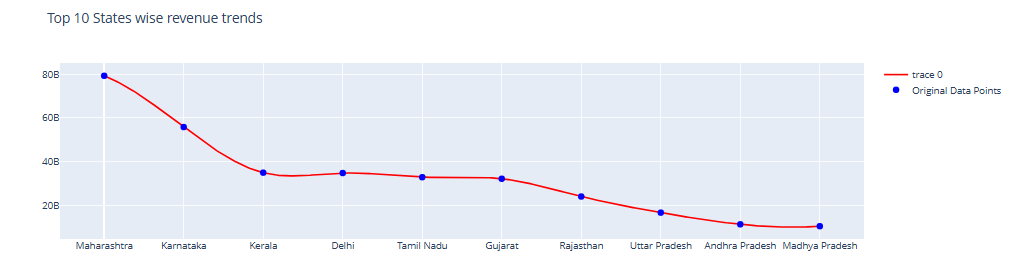 Top 10 States wise revenue trends
80B
60B
40B
20B
Maharashtra Karnataka Kerala Delhi Tamil Nadu Gujarat Rajasthan Uttar Pradesh Andhra Pradesh Madhya Pradesh
trace 0
Original Data Points